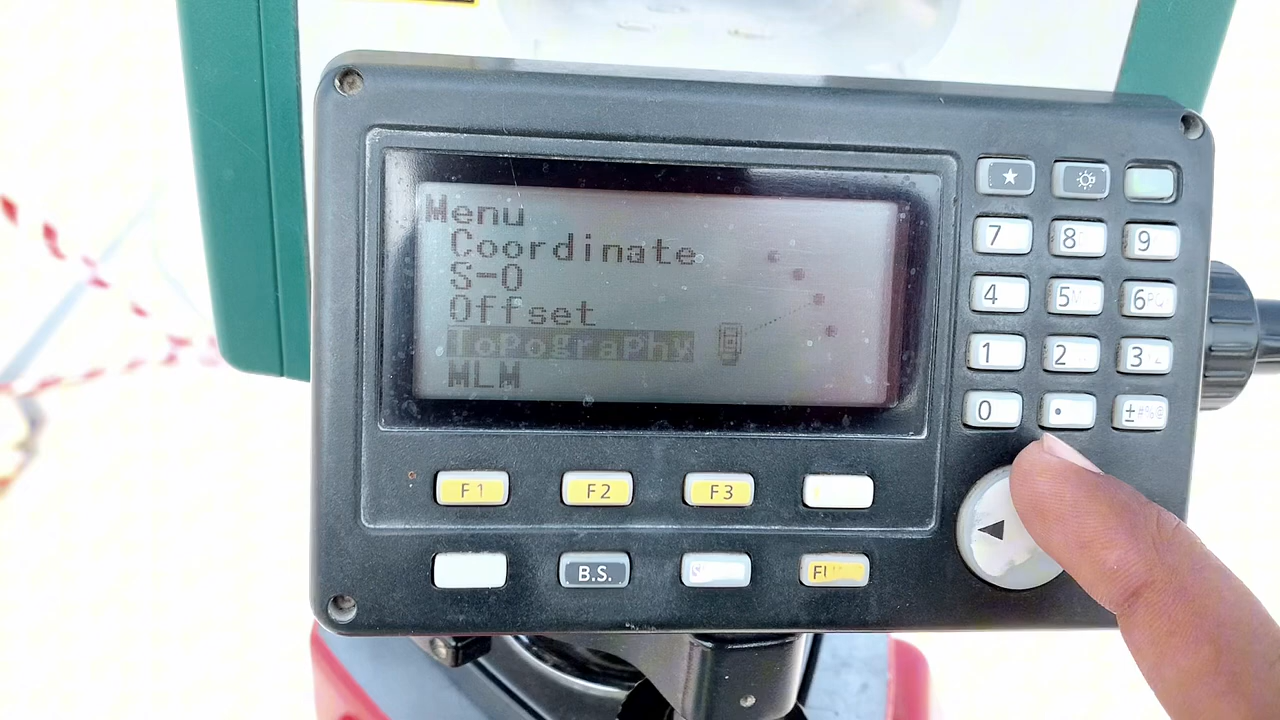 Menu
Coordinate
S-O
Offset
Topography
MLM
7 8 9
4 5 6
1 2 3
0 . ±#%@
F1 F2 F3
B.S.